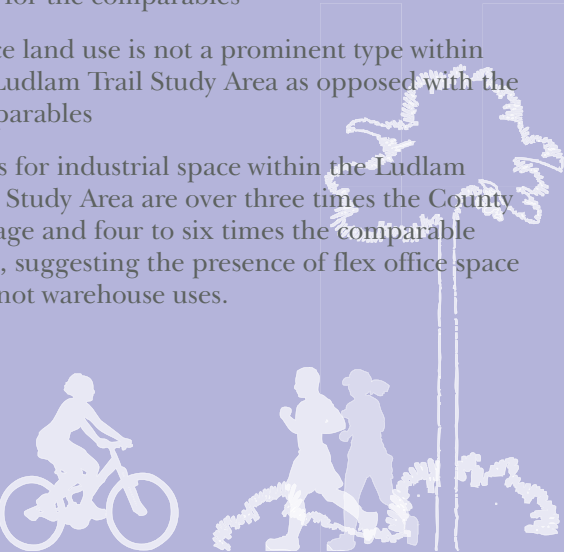 for the comparables
ce land use is not a prominent type within
Ludlam Trail Study Area as opposed with the
parables
s for industrial space within the Ludlam
Study Area are over three times the County
age and four to six times the comparable
, suggesting the presence of flex office space
not warehouse uses.